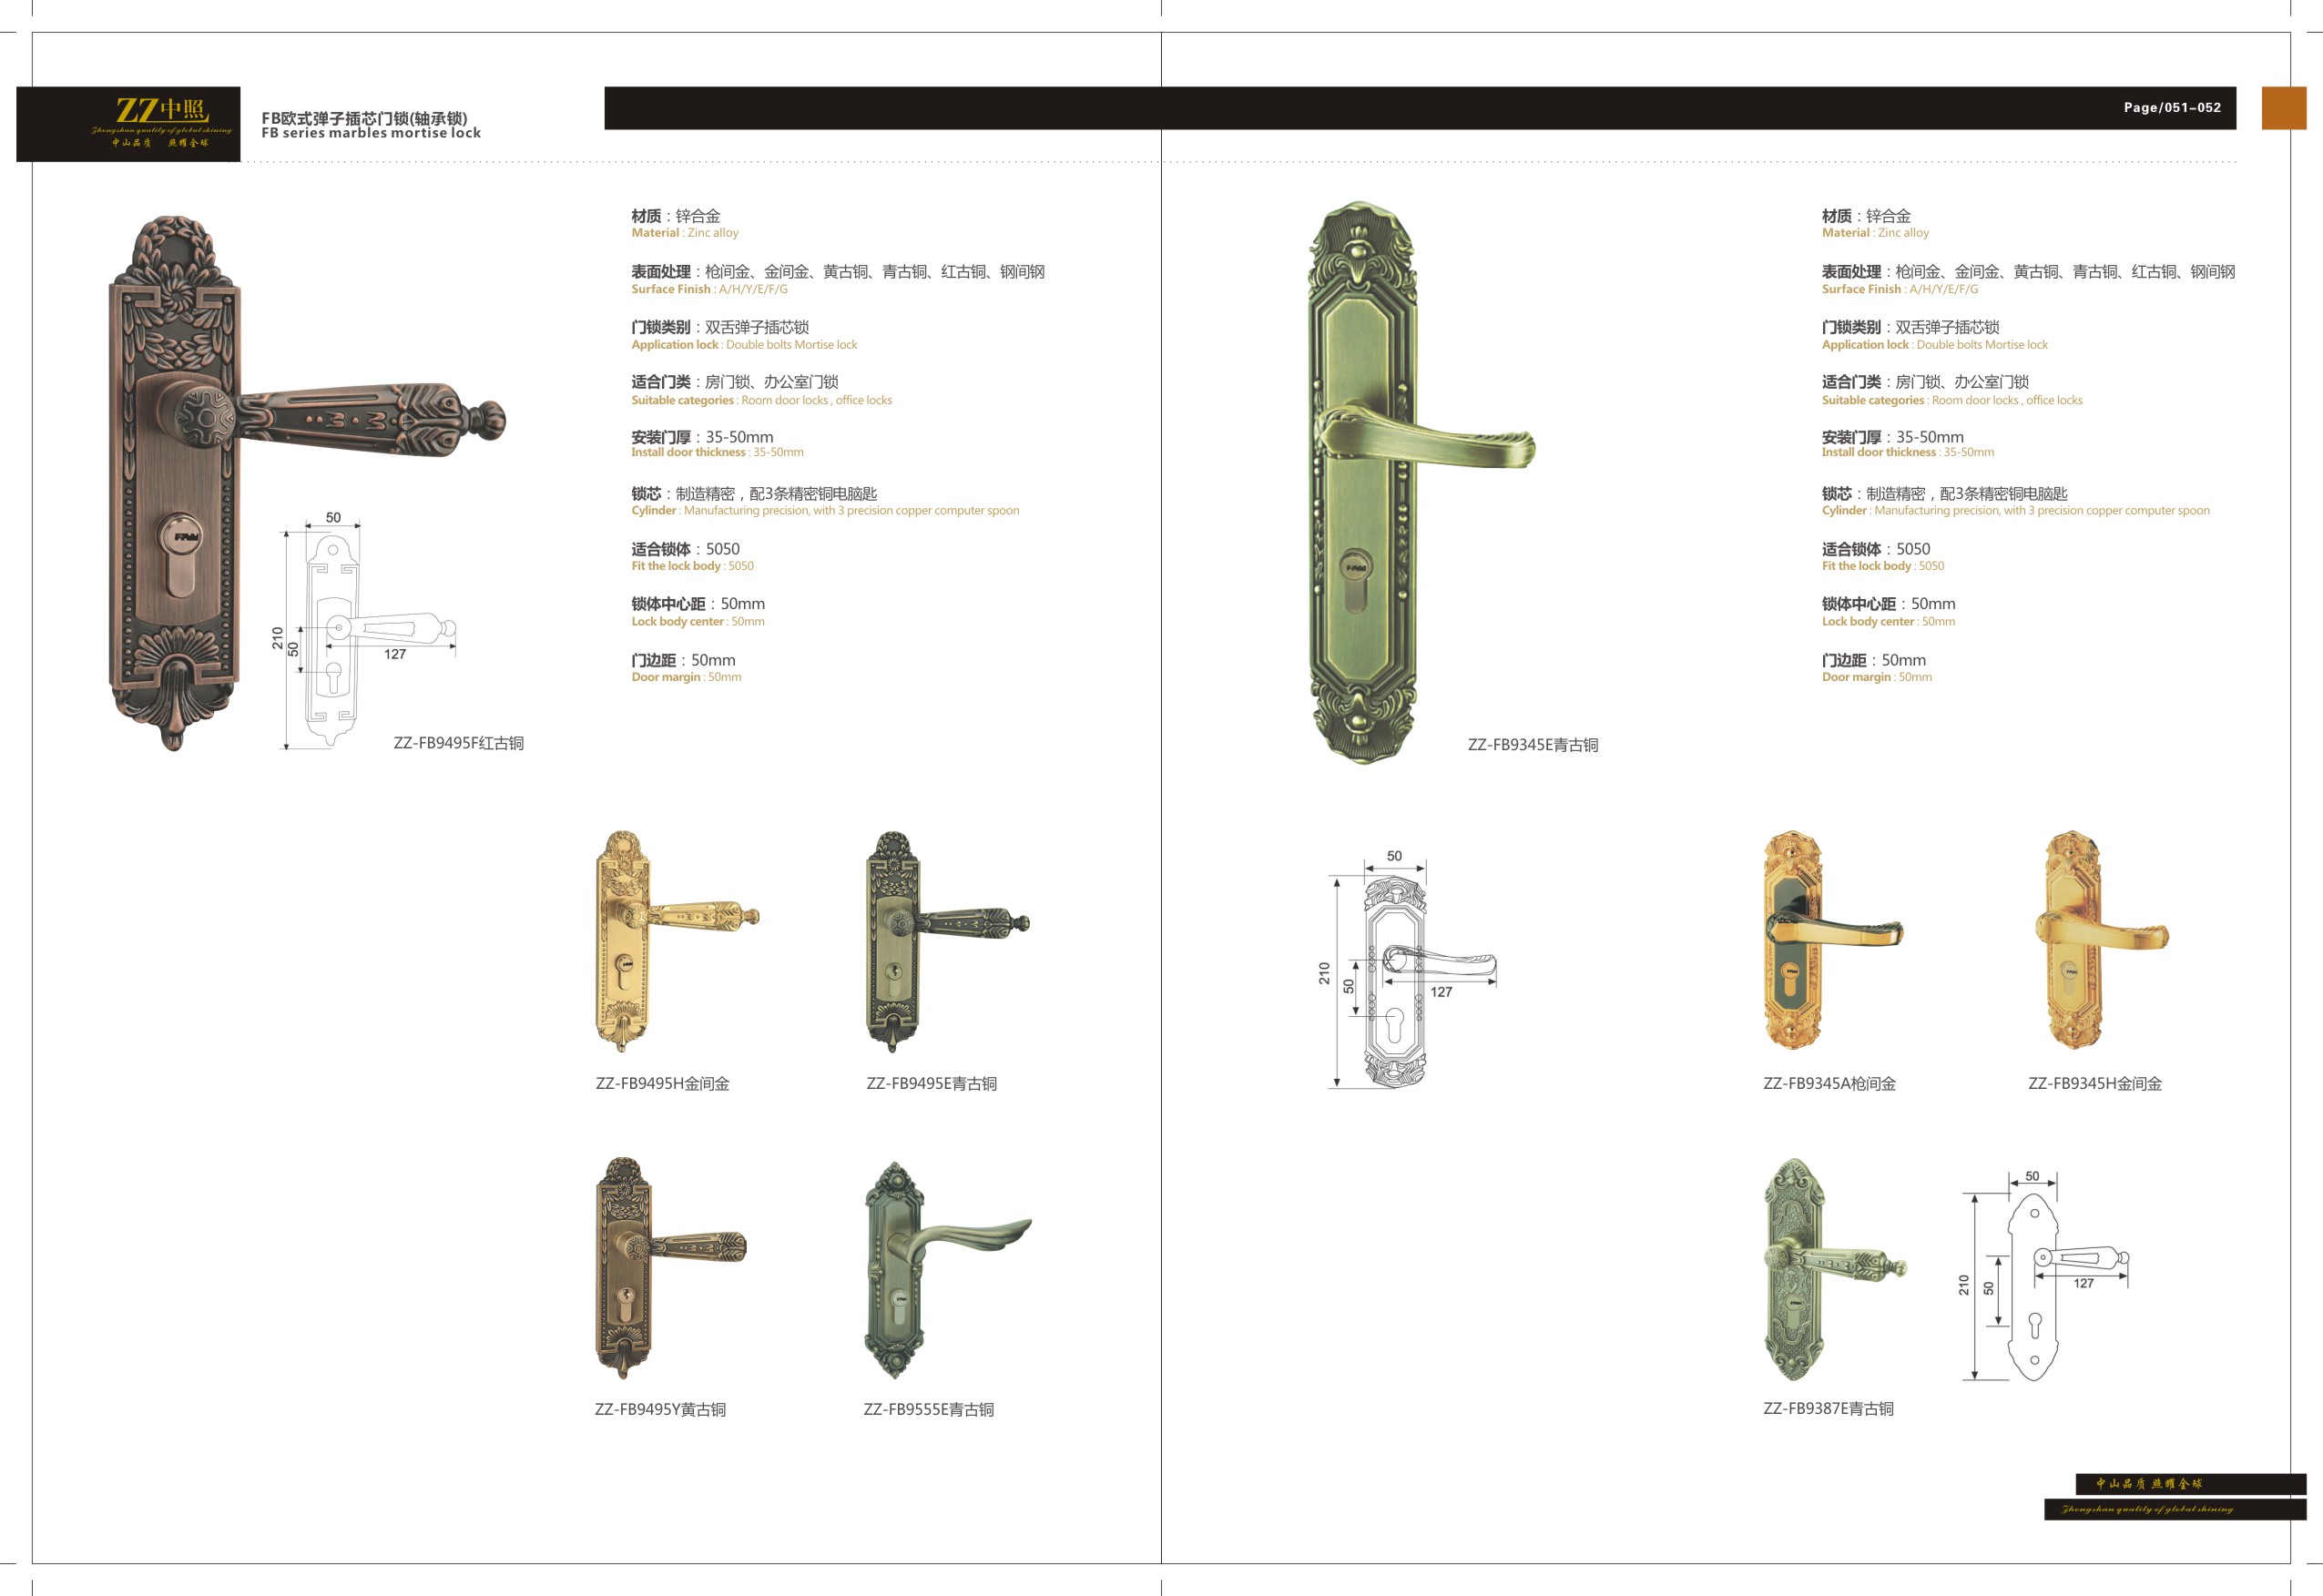 ZZ中照
Zhongshan quality of global shining
中山品质 照耀全球
FB欧式弹子插芯门锁(轴承锁)
FB series marbles mortise lock
Page/051-052
材质：锌合金
Material : Zinc alloy
表面处理：枪间金、金间金、黄古铜、青古铜、红古铜、钢间钢
Surface Finish : A/H/Y/E/F/G
门锁类别：双舌弹子插芯锁
Application lock : Double bolts Mortise lock
适合门类：房门锁、办公室门锁
Suitable categories : Room door locks , office locks
安装门厚：35-50mm
Install door thickness : 35-50mm
锁芯：制造精密，配3条精密铜电脑匙
Cylinder : Manufacturing precision, with 3 precision copper computer spoon
适合锁体：5050
Fit the lock body : 5050
锁体中心距：50mm
Lock body center : 50mm
门边距：50mm
Door margin : 50mm
50
210
50
127
ZZ-FB9495F红古铜
ZZ-FB9495H金间金
ZZ-FB9495E青古铜
ZZ-FB9495Y黄古铜
ZZ-FB9555E青古铜
材质：锌合金
Material : Zinc alloy
表面处理：枪间金、金间金、黄古铜、青古铜、红古铜、钢间钢
Surface Finish : A/H/Y/E/F/G
门锁类别：双舌弹子插芯锁
Application lock : Double bolts Mortise lock
适合门类：房门锁、办公室门锁
Suitable categories : Room door locks , office locks
安装门厚：35-50mm
Install door thickness : 35-50mm
锁芯：制造精密，配3条精密铜电脑匙
Cylinder : Manufacturing precision, with 3 precision copper computer spoon
适合锁体：5050
Fit the lock body : 5050
锁体中心距：50mm
Lock body center : 50mm
门边距：50mm
Door margin : 50mm
ZZ-FB9345E青古铜
50
210
50
127
ZZ-FB9345A枪间金
ZZ-FB9345H金间金
50
210
50
127
ZZ-FB9387E青古铜
中山品质 照耀全球
Zhongshan quality of global shining